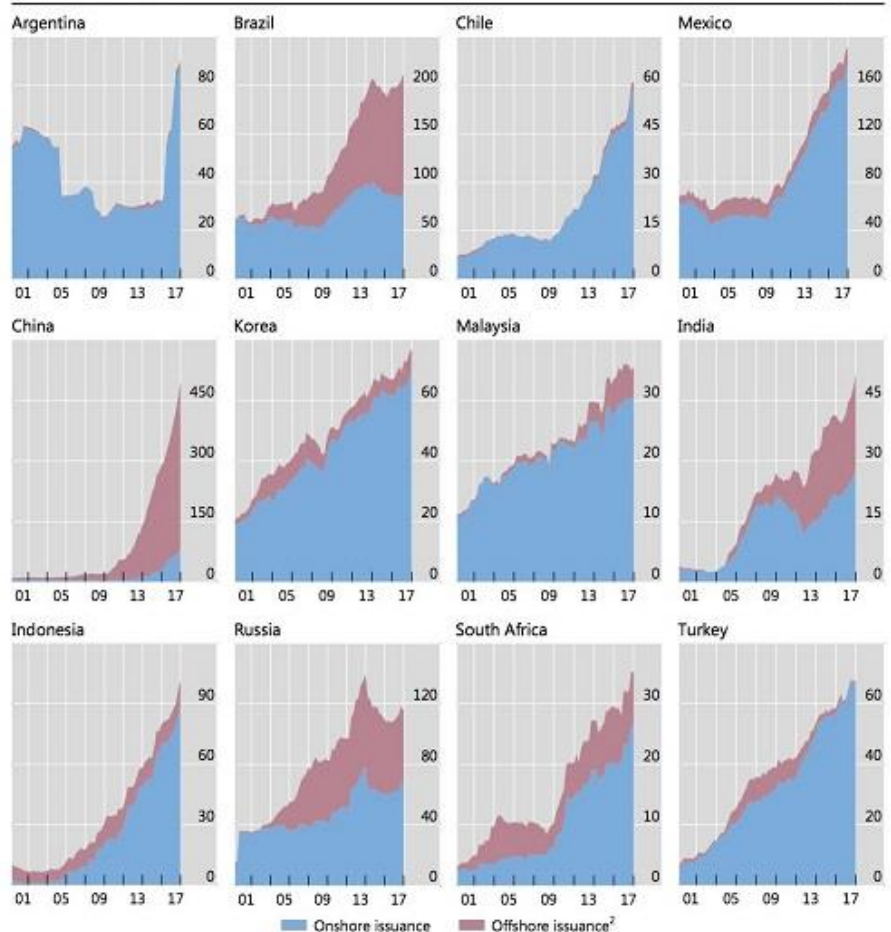 Argentina Brazil Chile Mexico
80 200 60 160
60 150 45 120
40 100 30 80
20 50 15 40
0 0 0 0
01 05 09 13 17 01 05 09 13 17 01 05 09 13 17 01 05 09 13 17
China Korea Malaysia India
450 60 30 45
300 40 20 30
150 20 10 15
0 0 0 0
01 05 09 13 17 01 05 09 13 17 01 05 09 13 17 01 05 09 13 17
Indonesia Russia South Africa Turkey
90 120 30 60
60 80 20 40
30 40 10 20
0 0 0 0
01 05 09 13 17 01 05 09 13 17 01 05 09 13 17 01 05 09 13 17
Onshore issuance Offshore issuance²